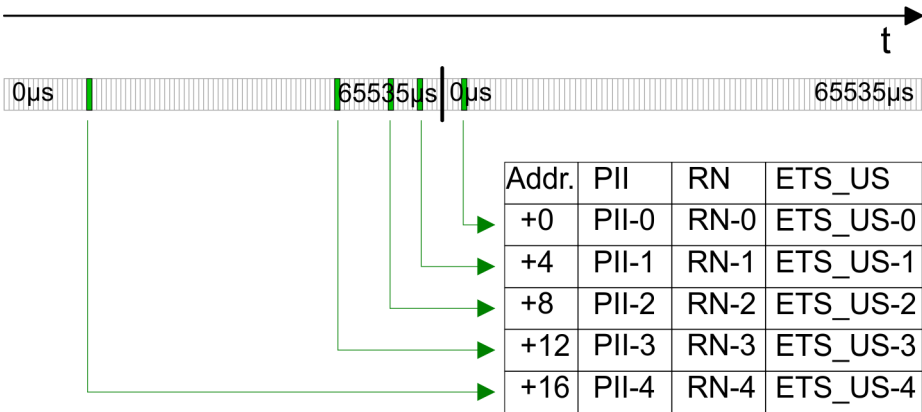 t
0µs 65535µs 0µs 65535µs
Addr. PII RN ETS_US
+0 PII-0 RN-0 ETS_US-0
+4 PII-1 RN-1 ETS_US-1
+8 PII-2 RN-2 ETS_US-2
+12 PII-3 RN-3 ETS_US-3
+16 PII-4 RN-4 ETS_US-4